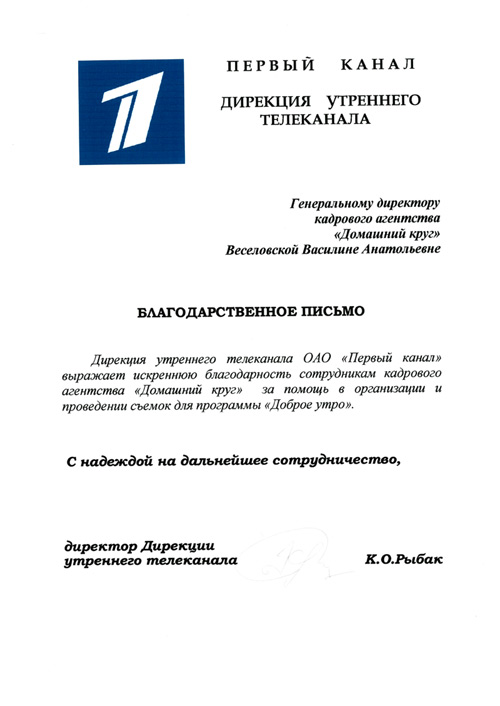 ПЕРВЫЙ КАНАЛ
ДИРЕКЦИЯ УТРЕННЕГО
ТЕЛЕКАНАЛА
Генеральному директору
кадрового агентства
«Домашний круг»
Веселовской Василине Анатольевне
БЛАГОДАРСТВЕННОЕ ПИСЬМО
Дирекция утреннего телеканала ОАО «Первый канал»
выражает искреннюю благодарность сотрудникам кадрового
агентства «Домашний круг» за помощь в организации и
проведении съемок для программы «Доброе утро».
С надеждой на дальнейшее сотрудничество,
директор Дирекции
утреннего телеканала К.О.Рыбак